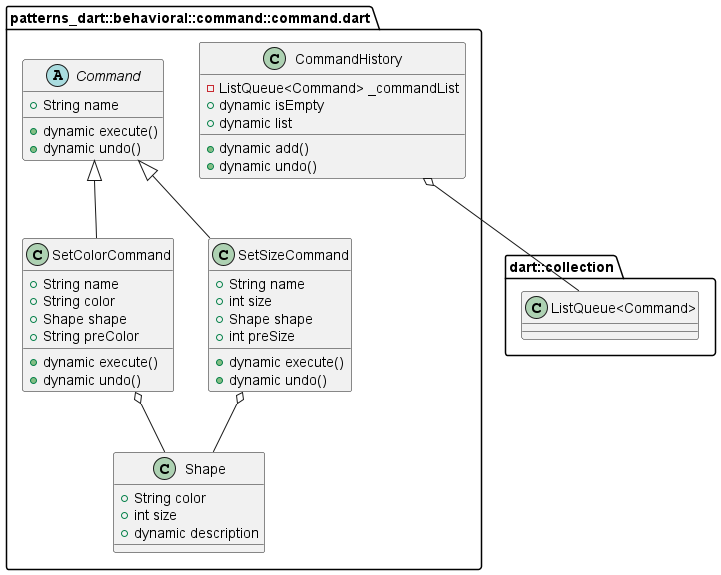 patterns_dart::behavioral::command::command.dart
A Command
String name
dynamic execute()
dynamic undo()
C CommandHistory
ListQueue<Command> _commandList
dynamic isEmpty
dynamic list
dynamic add()
dynamic undo()
C SetColorCommand
String name
String color
Shape shape
String preColor
dynamic execute()
dynamic undo()
C SetSizeCommand
String name
int size
Shape shape
int preSize
dynamic execute()
dynamic undo()
dart::collection
C ListQueue<Command>
C Shape
String color
int size
dynamic description